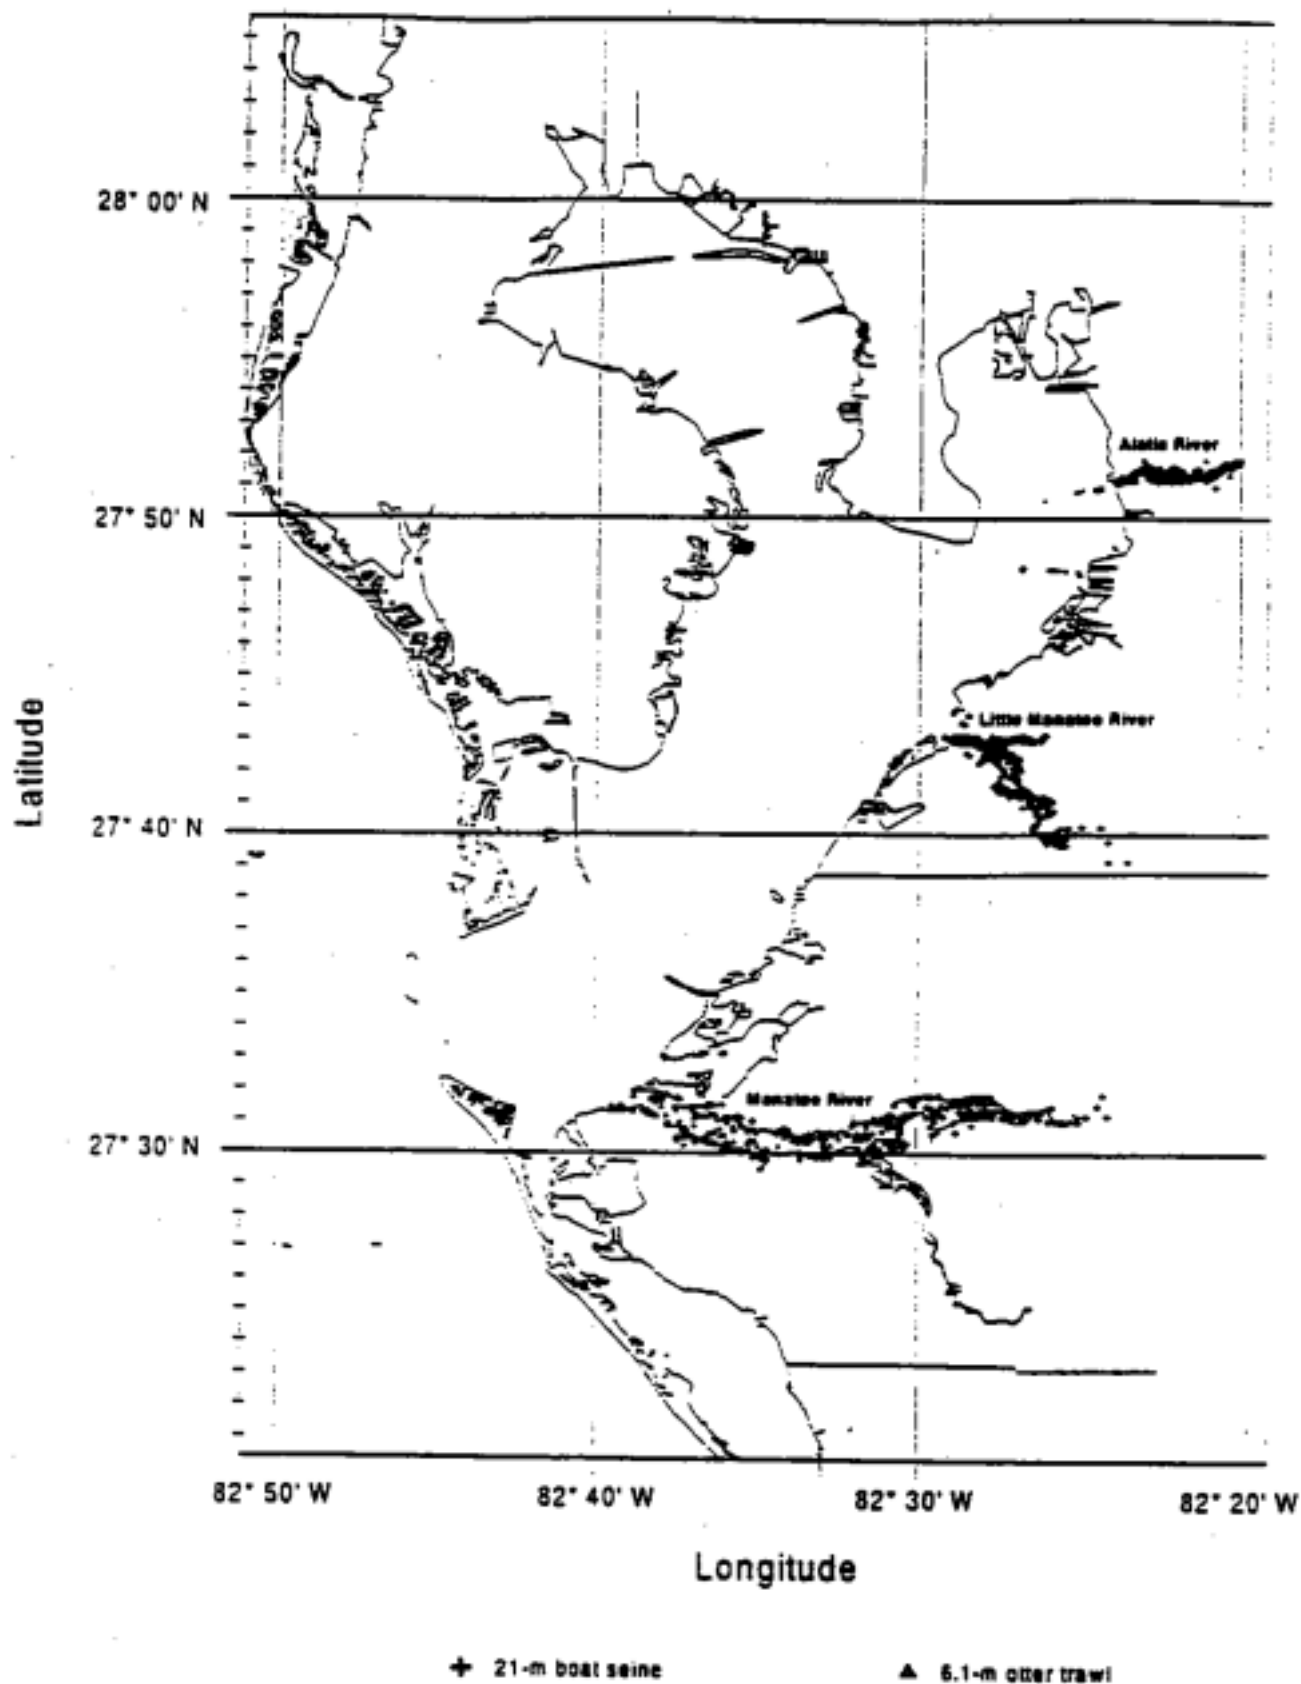 28° 00' N
Alafia River
27° 50' N
Latitude
Little Manatee River
27° 40' N
Manatee River
27° 30' N
82° 50' W
82° 40' W
82° 30' W
82° 20' W
Longitude
21-m boat seine
6.1-m otter trawl